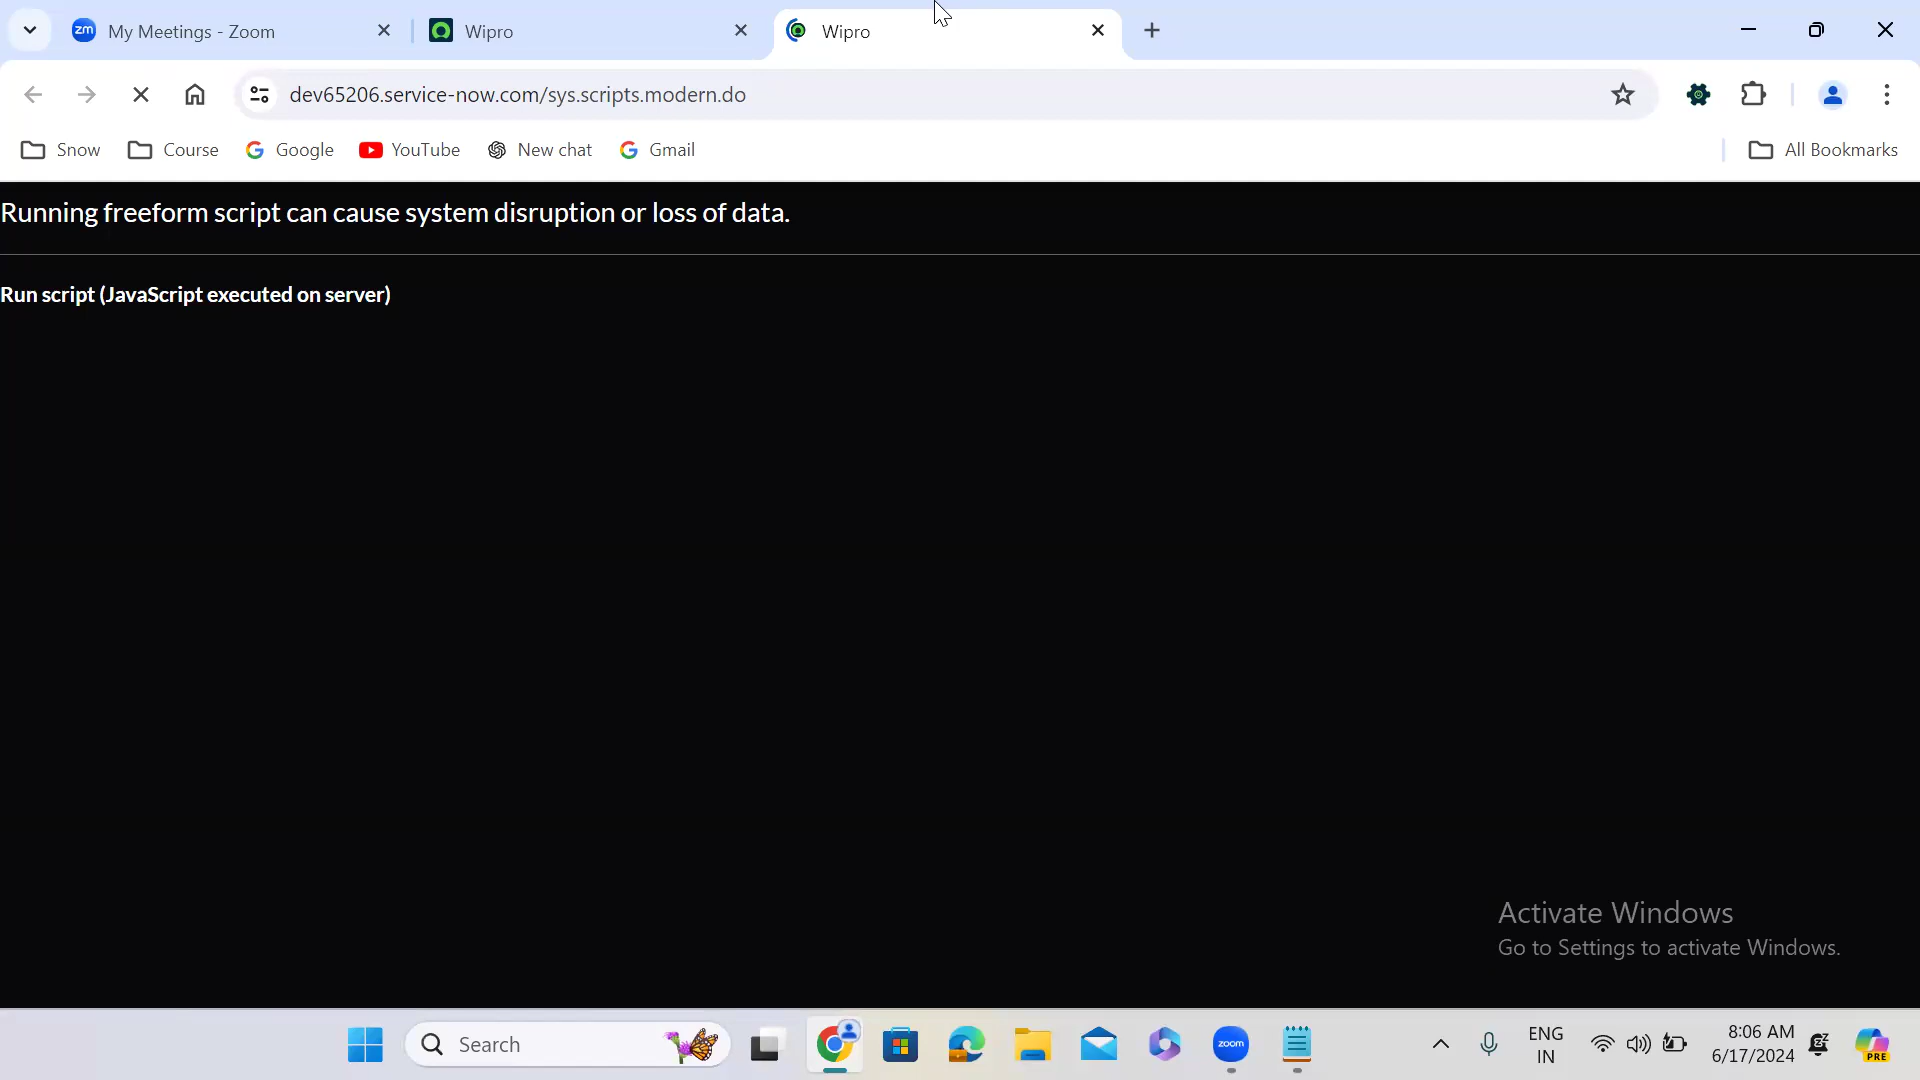 My Meetings - Zoom
Wipro
Wipro
dev65206.service-now.com/sys.scripts.modern.do
Snow
Course
Google
YouTube
New chat
Gmail
All Bookmarks
Running freeform script can cause system disruption or loss of data.
Run script (JavaScript executed on server)
Activate Windows
Go to Settings to activate Windows.
Search
zoom
ENG
IN
8:06 AM
6/17/2024
PRE